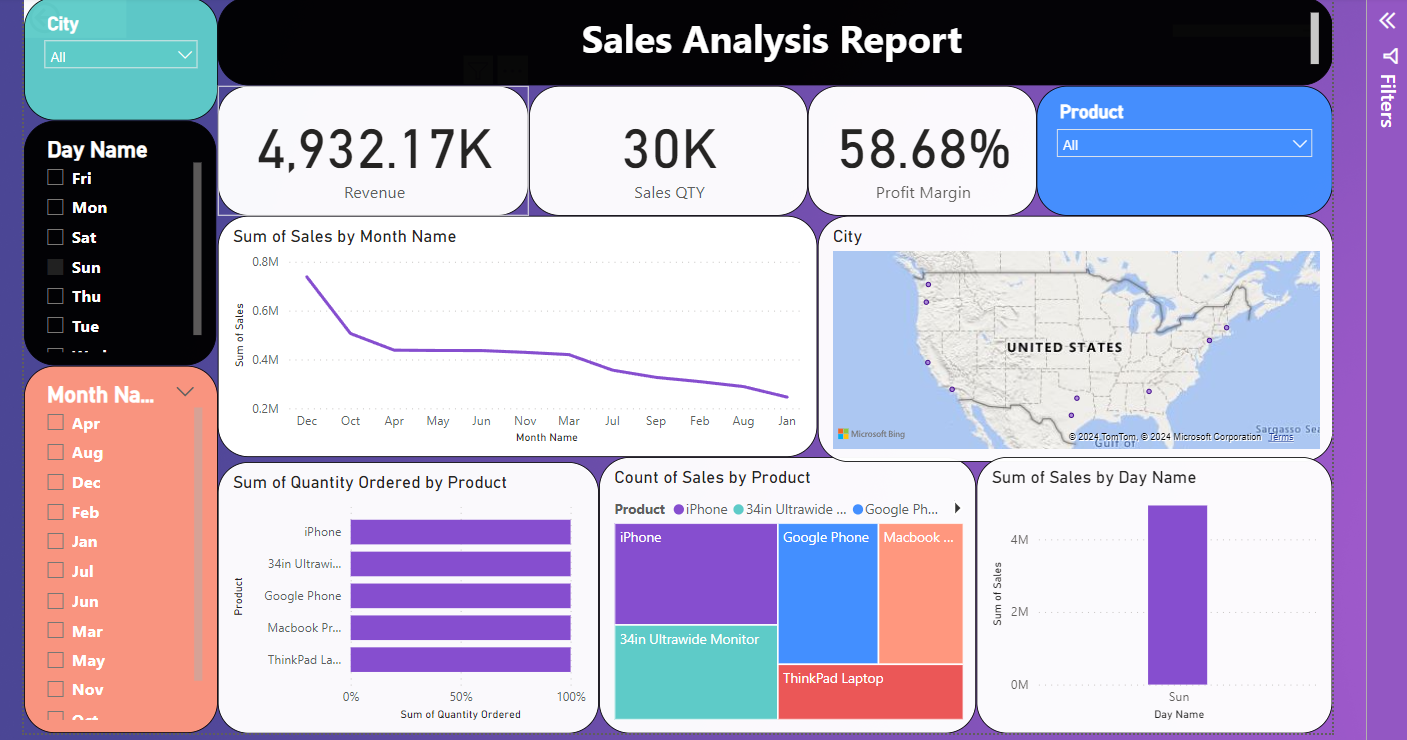 City
All
Sales Analysis Report
Filters
Day Name
Fri
Mon
Sat
Sun
Thu
Tue
4,932.17K
Revenue
30K
Sales QTY
58.68%
Profit Margin
Product
All
Month Na...
Apr
Aug
Dec
Feb
Jan
Jul
Jun
Mar
May
Nov
Sum of Sales by Month Name
0.8M
0.6M
0.4M
0.2M
Sum of Sales
Dec Oct Apr May Jun Nov Mar Jul Sep Feb Aug Jan
Month Name
City
UNITED STATES
Sargasso Sea
Gulf of
Microsoft Bing
© 2024 TomTom, © 2024 Microsoft Corporation Terms
Sum of Quantity Ordered by Product
Product
iPhone
34in Ultrawi...
Google Phone
Macbook Pr...
ThinkPad La...
0% 50% 100%
Sum of Quantity Ordered
Count of Sales by Product
Product iPhone 34in Ultrawide ... Google Ph...
iPhone
Google Phone
Macbook ...
34in Ultrawide Monitor
ThinkPad Laptop
Sum of Sales by Day Name
4M
2M
0M
Sum of Sales
Sun
Day Name